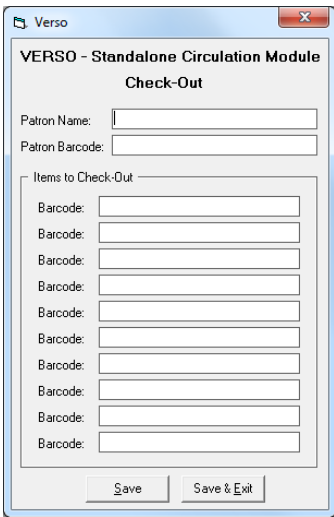 Verso
VERSO - Standalone Circulation Module
Check-Out
Patron Name:
Patron Barcode:
Items to Check-Out
Barcode:
Barcode:
Barcode:
Barcode:
Barcode:
Barcode:
Barcode:
Barcode:
Barcode:
Barcode:
Save Save & Exit